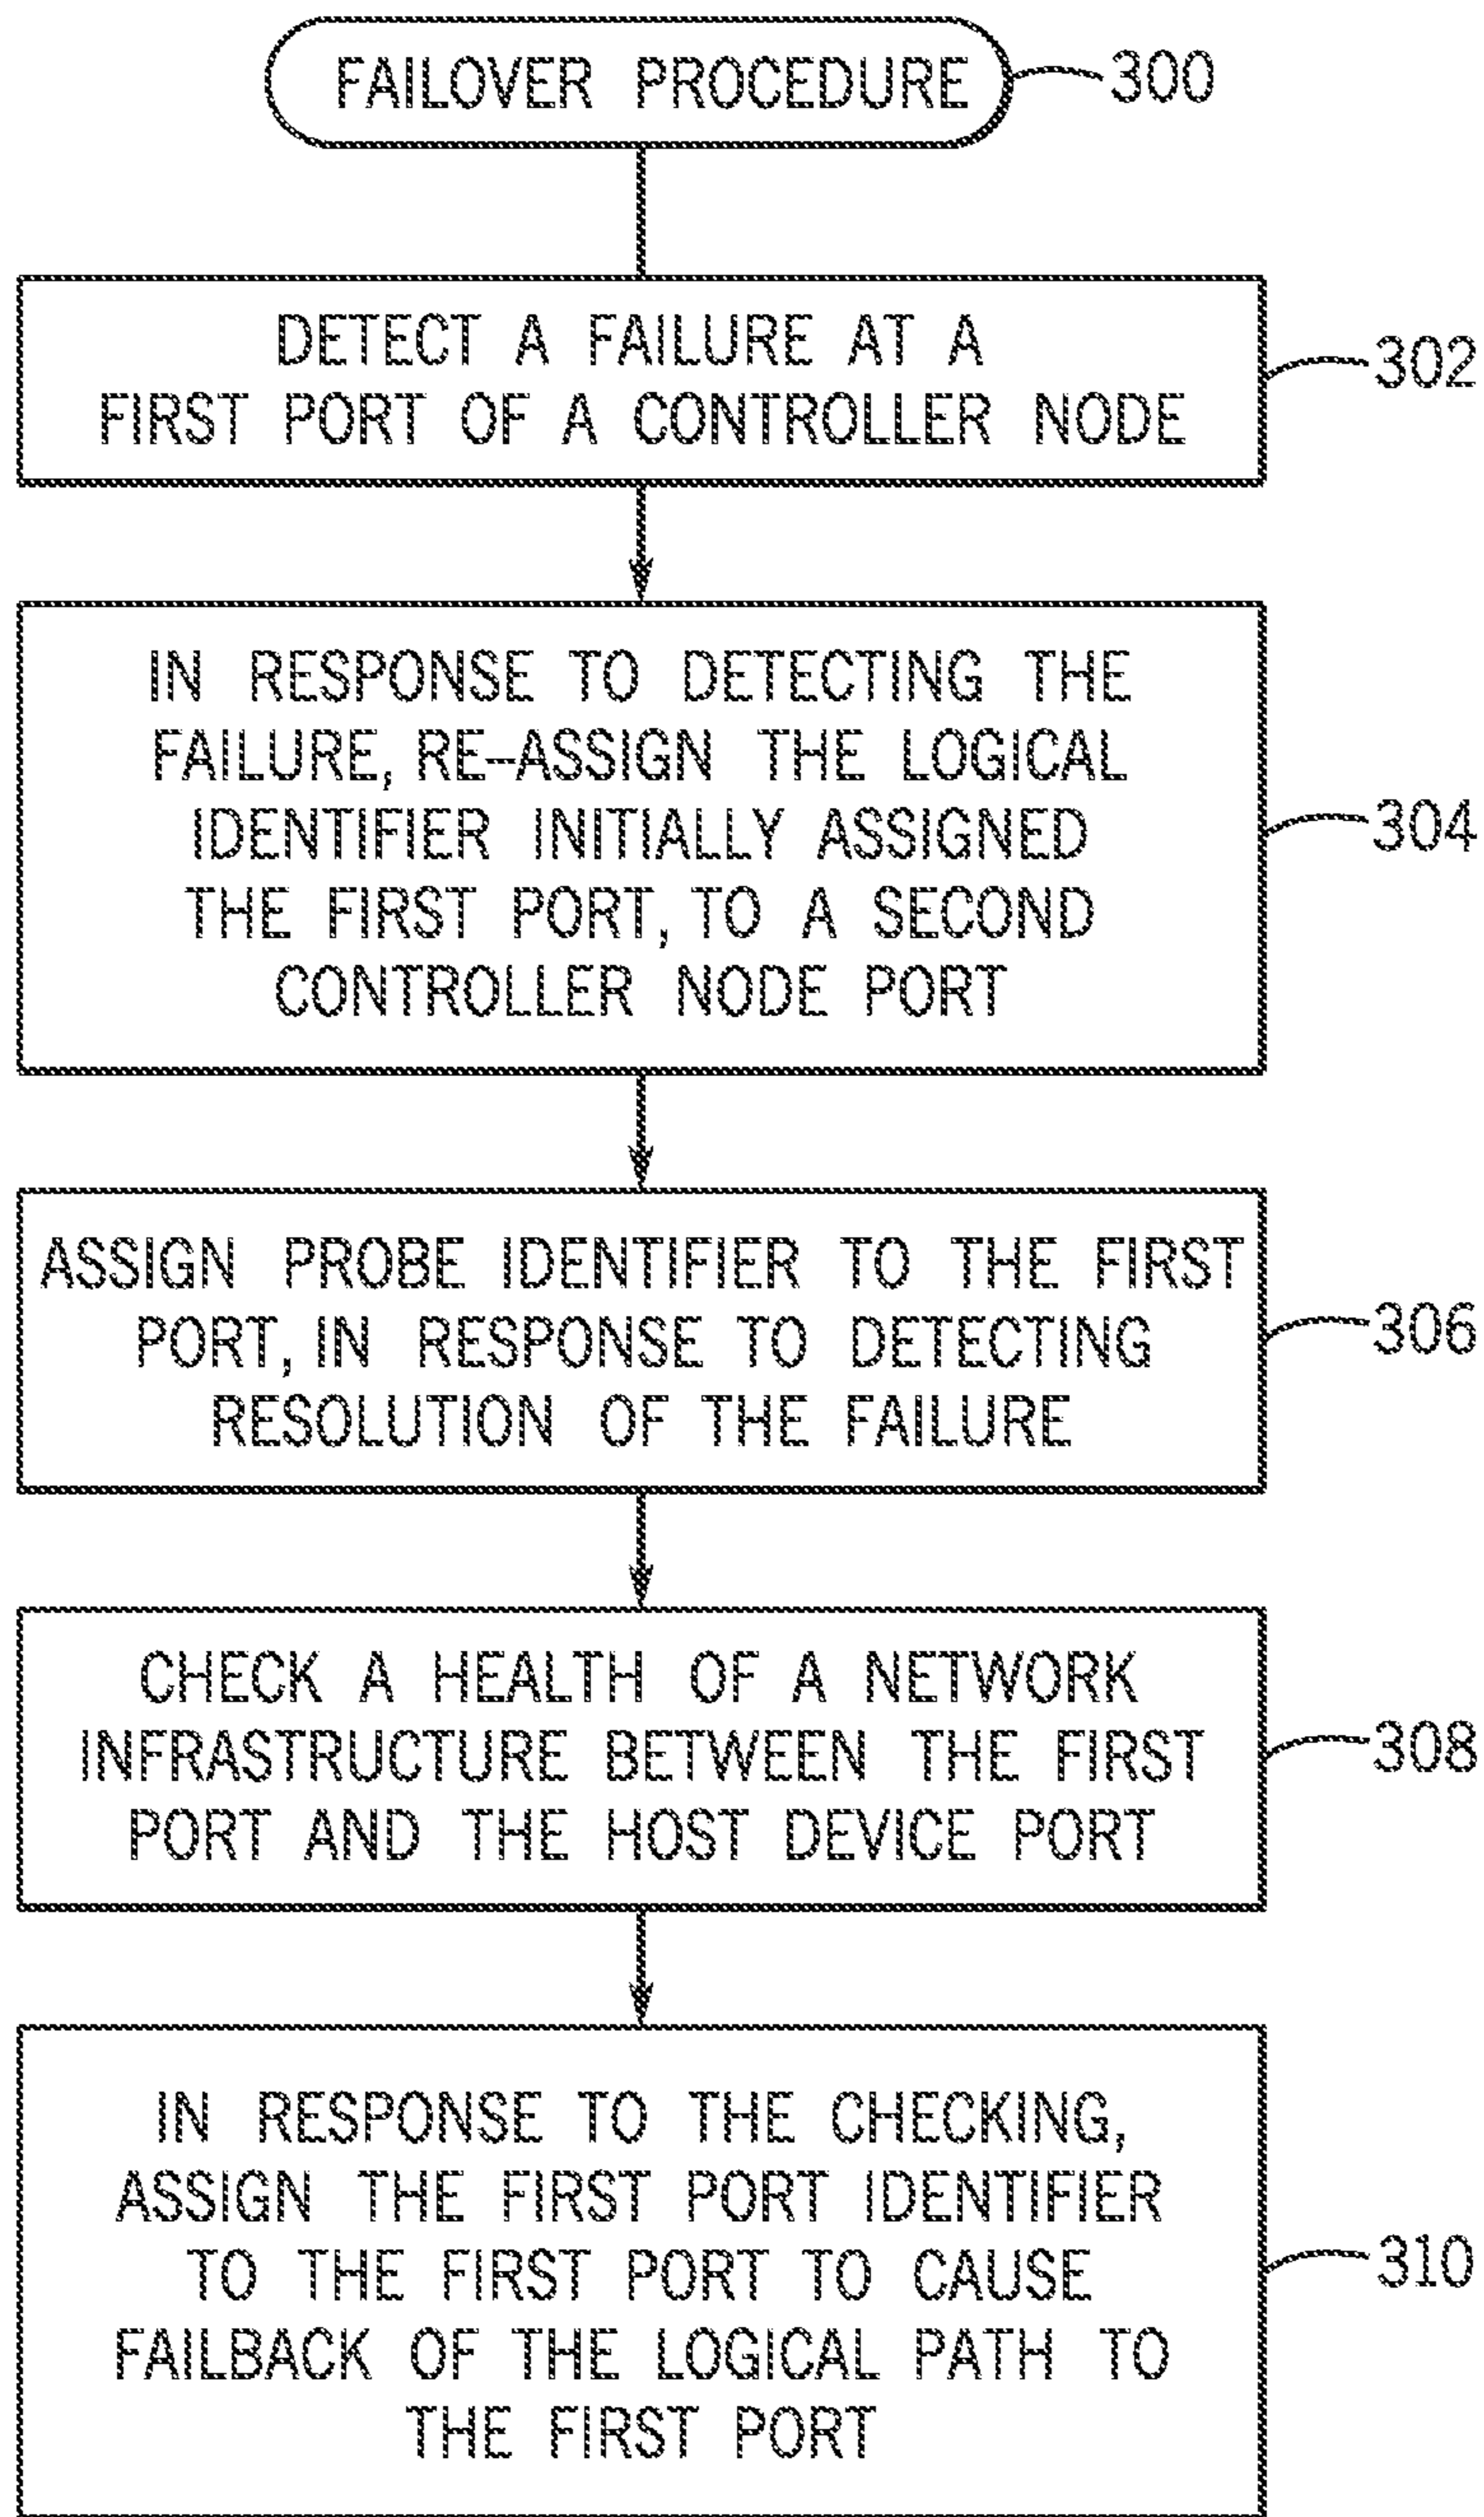 FAILOVER PROCEDURE
300
DETECT A FAILURE AT A
FIRST PORT OF A CONTROLLER NODE
302
IN RESPONSE TO DETECTING THE
FAILURE, RE-ASSIGN THE LOGICAL
IDENTIFIER INITIALLY ASSIGNED
THE FIRST PORT, TO A SECOND
CONTROLLER NODE PORT
304
ASSIGN PROBE IDENTIFIER TO THE FIRST
PORT, IN RESPONSE TO DETECTING
RESOLUTION OF THE FAILURE
306
CHECK A HEALTH OF A NETWORK
INFRASTRUCTURE BETWEEN THE FIRST
PORT AND THE HOST DEVICE PORT
308
IN RESPONSE TO THE CHECKING,
ASSIGN THE FIRST PORT IDENTIFIER
TO THE FIRST PORT TO CAUSE
FAILBACK OF THE LOGICAL PATH TO
THE FIRST PORT
310